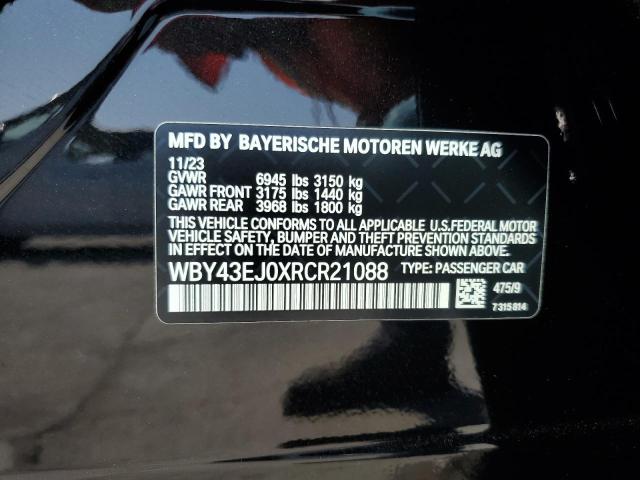 MFD BY BAYERISCHE MOTOREN WERKE AG
11/23
GVWR 6945 lbs 3150 kg
GAWR FRONT 3175 lbs 1440 kg
GAWR REAR 3968 lbs 1800 kg
THIS VEHICLE CONFORMS TO ALL APPLICABLE U.S.FEDERAL MOTOR
VEHICLE SAFETY, BUMPER AND THEFT PREVENTION STANDARDS
IN EFFECT ON THE DATE OF MANUFACTURE SHOWN ABOVE.
WBY43EJ0XRCR21088 TYPE: PASSENGER CAR
475/9
7315814